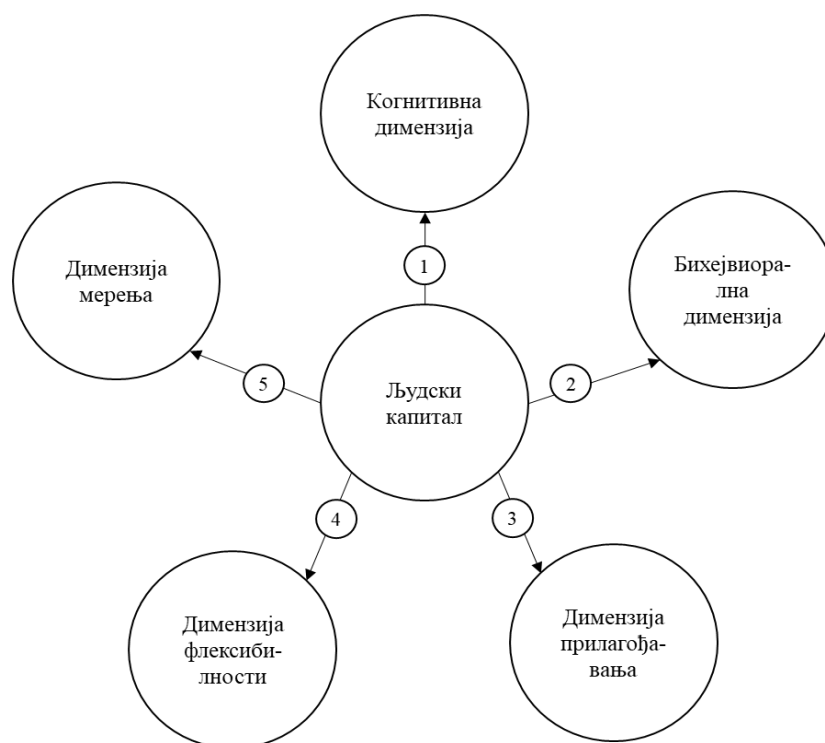 Когнитивна
димензија
1
Димензија
мерења
Бихејвиора-
лна
димензија
5
Људски
капитал
2
4
3
Димензија
флексиби-
лности
Димензија
прилагођа-
вања